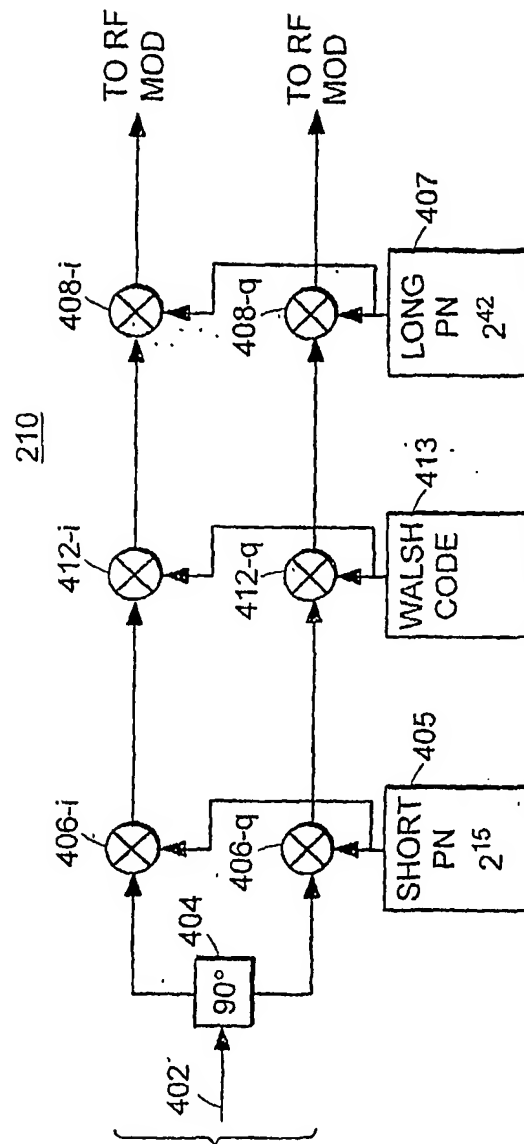 210
TO RF
MOD
TO RF
MOD
406-i
412-i
408-i
406-q
412-q
408-q
402
404
90°
405
SHORT
PN
2^15
413
WALSH
CODE
407
LONG
PN
2^42